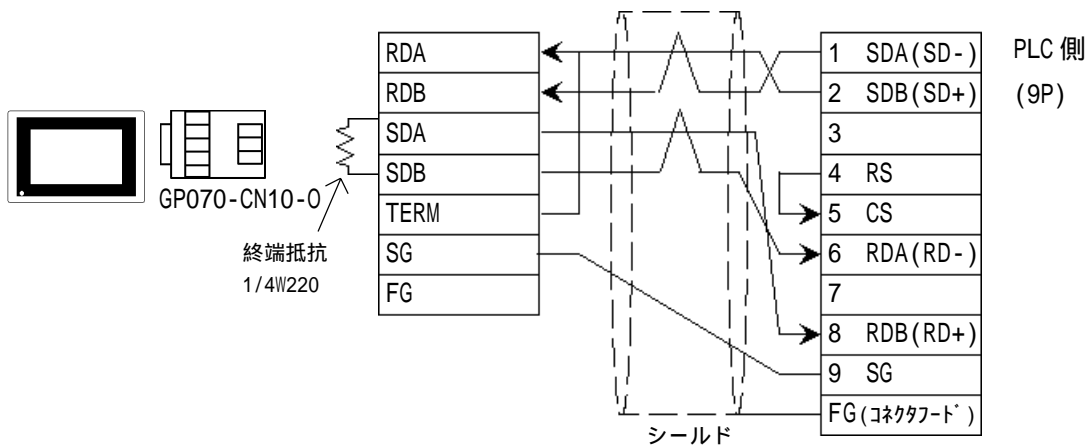 RDA
RDB
SDA
SDB
TERM
SG
FG
GP070-CN10-O
終端抵抗
1/4W220
シールド
1 SDA(SD-)
2 SDB(SD+)
3
4 RS
5 CS
6 RDA(RD-)
7
8 RDB(RD+)
9 SG
FG(ｺﾈｸﾀﾌｰﾄﾞ)
PLC 側
(9P)